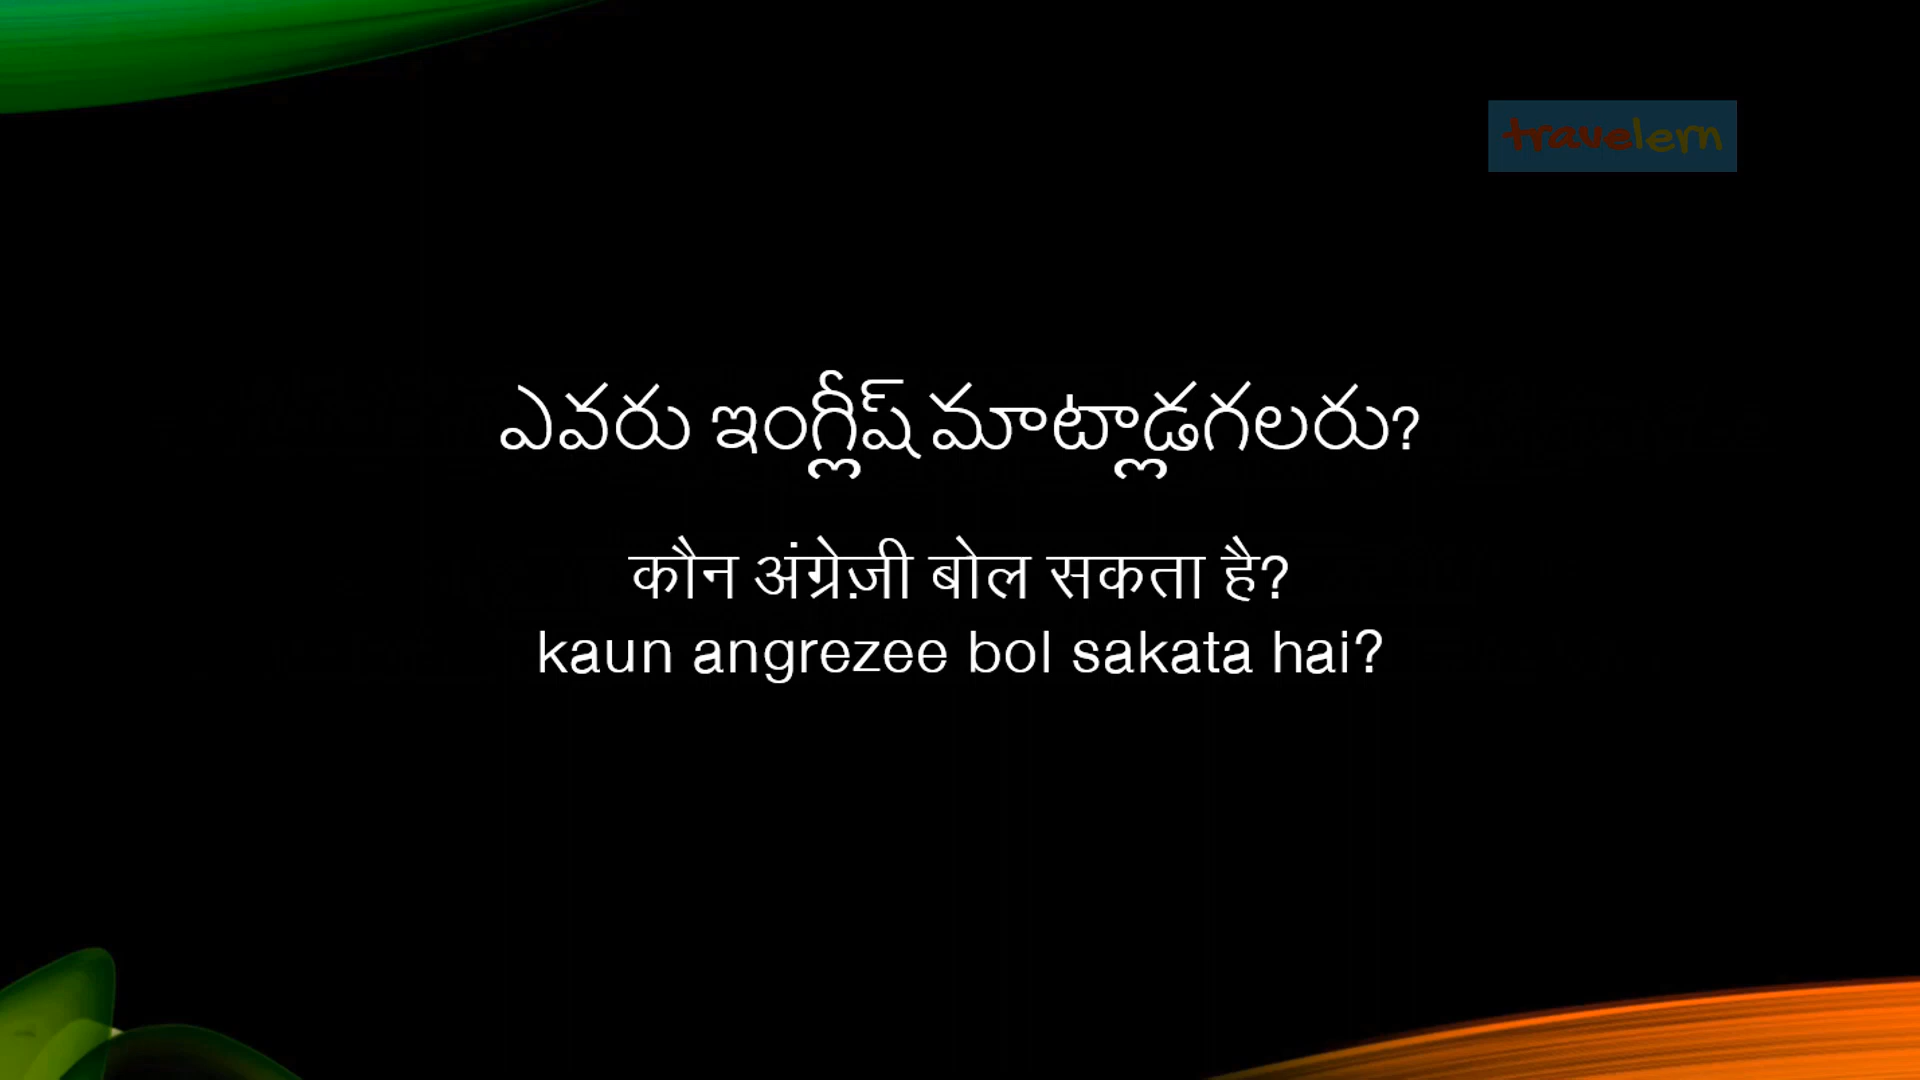 travelern
ఎవరు ఇంగ్లీష్ మాట్లాడగలరు?
कौन अंग्रेज़ी बोल सकता है?
kaun angrezee bol sakata hai?